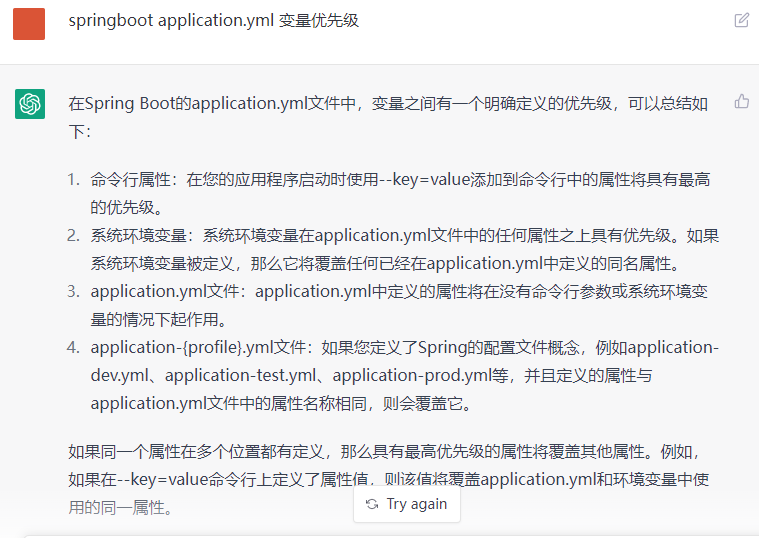 springboot application.yml 变量优先级
在Spring Boot的application.yml文件中，变量之间有一个明确定义的优先级，可以总结如
下：
1. 命令行属性：在您的应用程序启动时使用--key=value添加到命令行中的属性将具有最高
的优先级。
2. 系统环境变量：系统环境变量在application.yml文件中的任何属性之上具有优先级。如果
系统环境变量被定义，那么它将覆盖任何已经在application.yml中定义的同名属性。
3. application.yml文件：application.yml中定义的属性将在没有命令行参数或系统环境变
量的情况下起作用。
4. application-{profile}.yml文件：如果您定义了Spring的配置文件概念，例如application-
dev.yml、application-test.yml、application-prod.yml等，并且定义的属性与
application.yml文件中的属性名称相同，则会覆盖它。
如果同一个属性在多个位置都有定义，那么具有最高优先级的属性将覆盖其他属性。例如，
如果在--key=value命令行上定义了属性值，则该值将覆盖application.yml和环境变量中使
用的同一属性。
Try again